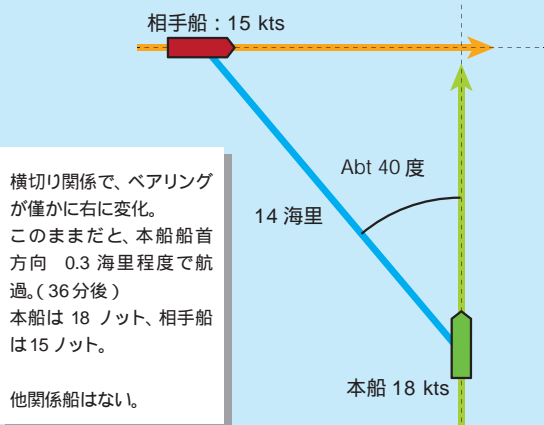 相手船 : 15 kts
Abt 40 度
14 海里
横切り関係で、ベアリング
が僅かに右に変化。
このままだと、本船船首
方向 0.3 海里程度で航
過。( 36分後 )
本船は 18 ノット、相手船
は15 ノット。
他関係船はない。
本船 18 kts